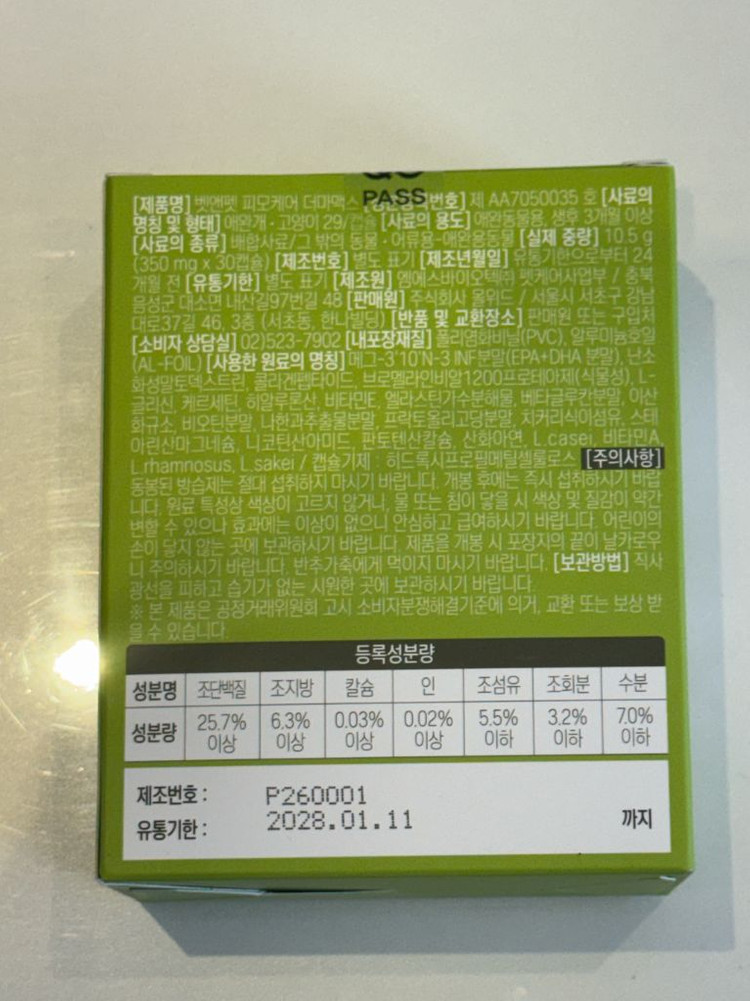 QC
PASS
[제품명] 벤앤펫 피모케어 더마맥스 번호] 제 AA7050035 호 [사료의
명칭 및 형태] 애완개·고양이 29/캡슐 [사료의 용도] 애완동물용, 생후 3개월 이상
[사료의 종류] 배합사료/그 밖의 동물·어류용-애완용동물 [실제 중량] 10.5 g
(350 mg x 30캡슐) [제조번호] 별도 표기 [제조년월일] 유통기한으로부터 24
개월 전 [유통기한] 별도 표기 [제조원] 엠에스바이오텍㈜ 펫케어사업부 / 충북
음성군 대소면 내산길97번길 48 [판매원] 주식회사 올위드 / 서울시 서초구 강남
대로37길 46, 3층 (서초동, 한나빌딩) [반품 및 교환장소] 판매원 또는 구입처
[소비자 상담실] 02)523-7902 [내포장재질] 폴리염화비닐(PVC), 알루미늄호일
(AL-FOIL) [사용한 원료의 명칭] 메그-3'10'N-3 INF분말(EPA+DHA 분말), 난소
화성말토덱스트린, 콜라겐펩타이드, 브로멜라인비알1200프로테아제(식물성), L-
글리신, 케르세틴, 히알루론산, 비타민E, 엘라스틴가수분해물, 베타글루칸분말, 이산
화규소, 비오틴분말, 나한과추출물분말, 프락토올리고당분말, 치커리식이섬유, 스테
아린산마그네슘, 니코틴산아미드, 판토텐산칼슘, 산화아연, L.casei, 비타민A,
L.rhamnosus, L.sakei / 캡슐기제 : 히드록시프로필메틸셀룰로스 [주의사항]
동봉된 방습제는 절대 섭취하지 마시기 바랍니다. 개봉 후에는 즉시 섭취하시기 바랍
니다. 원료 특성상 색상이 고르지 않거나, 물 또는 침이 닿을 시 색상 및 질감이 약간
변할 수 있으나 효과에는 이상이 없으니 안심하고 급여하시기 바랍니다. 어린이의
손이 닿지 않는 곳에 보관하시기 바랍니다. 제품을 개봉 시 포장지의 끝이 날카로우
니 주의하시기 바랍니다. 반추가축에게 먹이지 마시기 바랍니다. [보관방법] 직사
광선을 피하고 습기가 없는 시원한 곳에 보관하시기 바랍니다.
※ 본 제품은 공정거래위원회 고시 소비자분쟁해결기준에 의거, 교환 또는 보상 받
을 수 있습니다.
등록성분량
성분명 조단백질 조지방 칼슘 인 조섬유 조회분 수분
성분량 25.7% 이상 6.3% 이상 0.03% 이상 0.02% 이상 5.5% 이하 3.2% 이하 7.0% 이하
제조번호 : P260001
유통기한 : 2028.01.11 까지